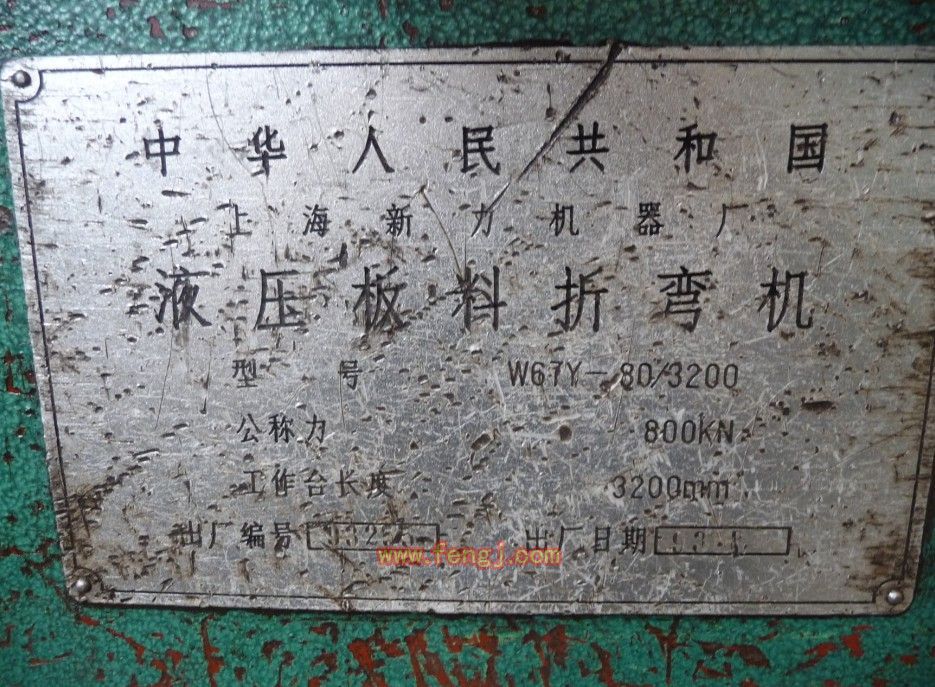 中华人民共和国
上海新力机器厂
液压板料折弯机
型号 W67Y-80/3200
公称力 800KN
工作台长度 3200mm
出厂编号 出厂日期
www.fengj.com